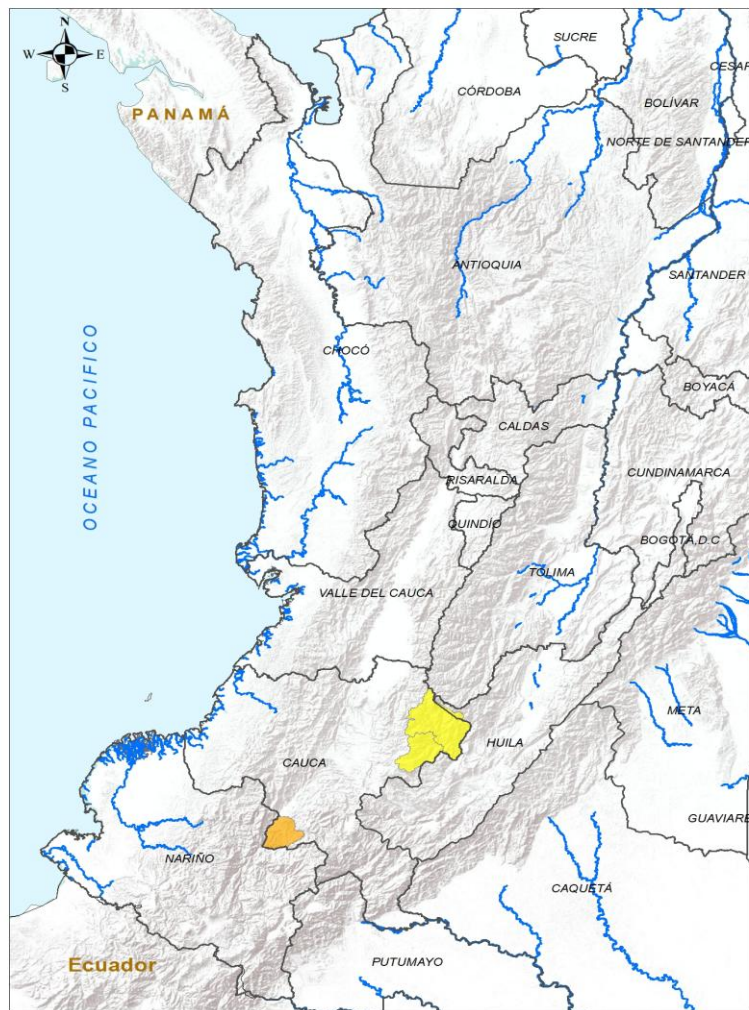 N
W E
S
SUCRE
CESAR
CÓRDOBA
BOLÍVAR
PANAMÁ
NORTE DE SANTANDER
ANTIOQUIA
SANTANDER
OCEANO PACIFICO
CHOCÓ
BOYACÁ
CALDAS
CUNDINAMARCA
RISARALDA
QUINDÍO
BOGOTÁ, D.C
TOLIMA
VALLE DEL CAUCA
META
HUILA
CAUCA
GUAVIARE
NARIÑO
CAQUETÁ
PUTUMAYO
Ecuador